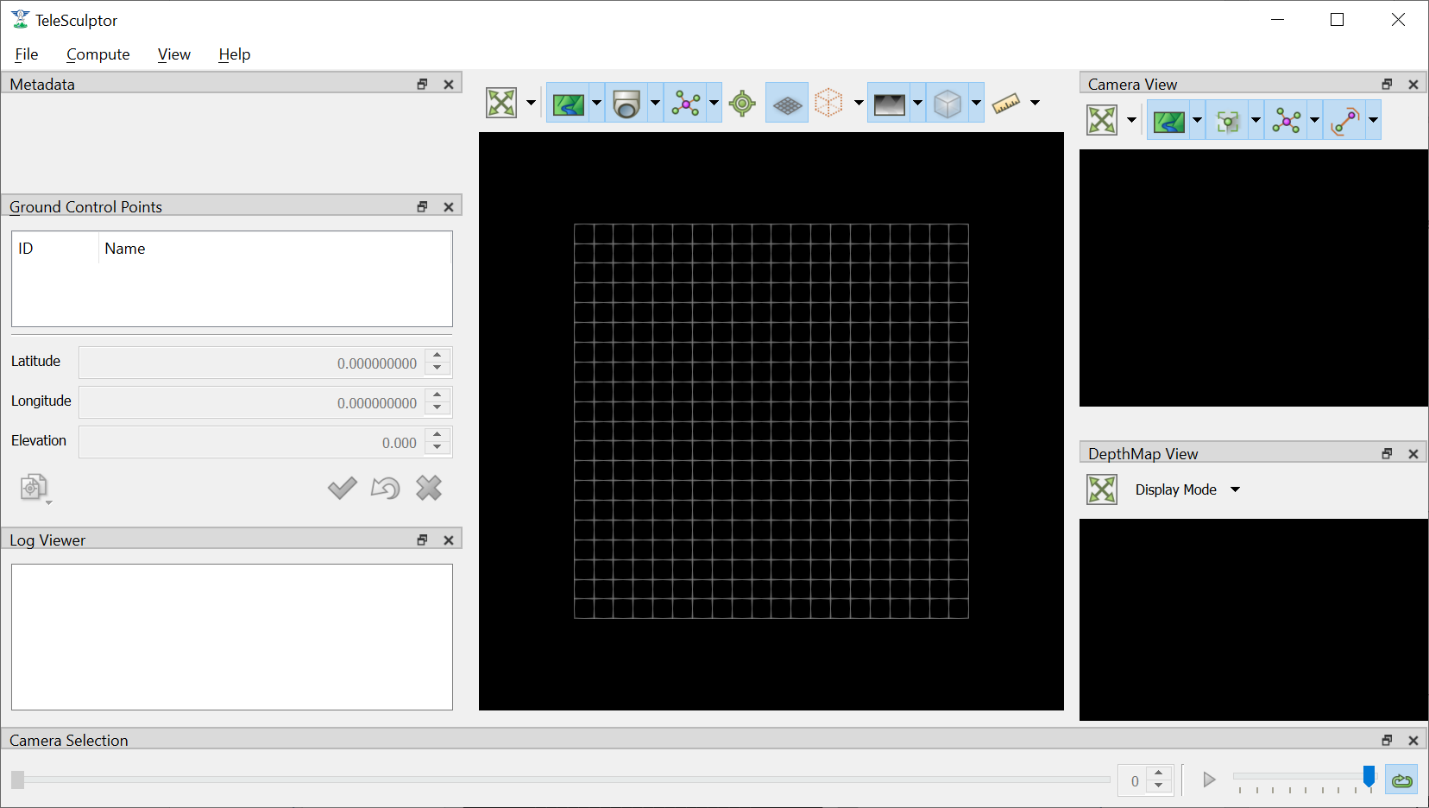 TeleSculptor
File Compute View Help
Metadata
Ground Control Points
ID Name
Latitude 0.000000000
Longitude 0.000000000
Elevation 0.000
Log Viewer
Camera View
DepthMap View
Display Mode
Camera Selection
0